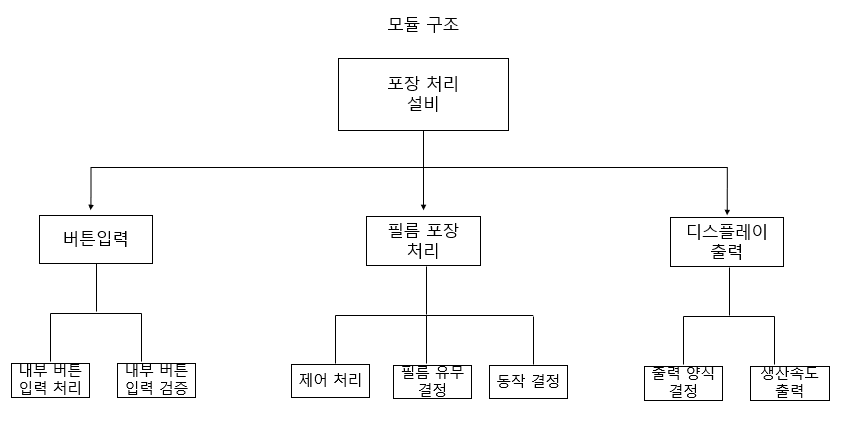 모듈 구조
포장 처리
설비
버튼입력
필름 포장
처리
디스플레이
출력
내부 버튼
입력 처리
내부 버튼
입력 검증
제어 처리
필름 유무
결정
동작 결정
출력 양식
결정
생산속도
출력